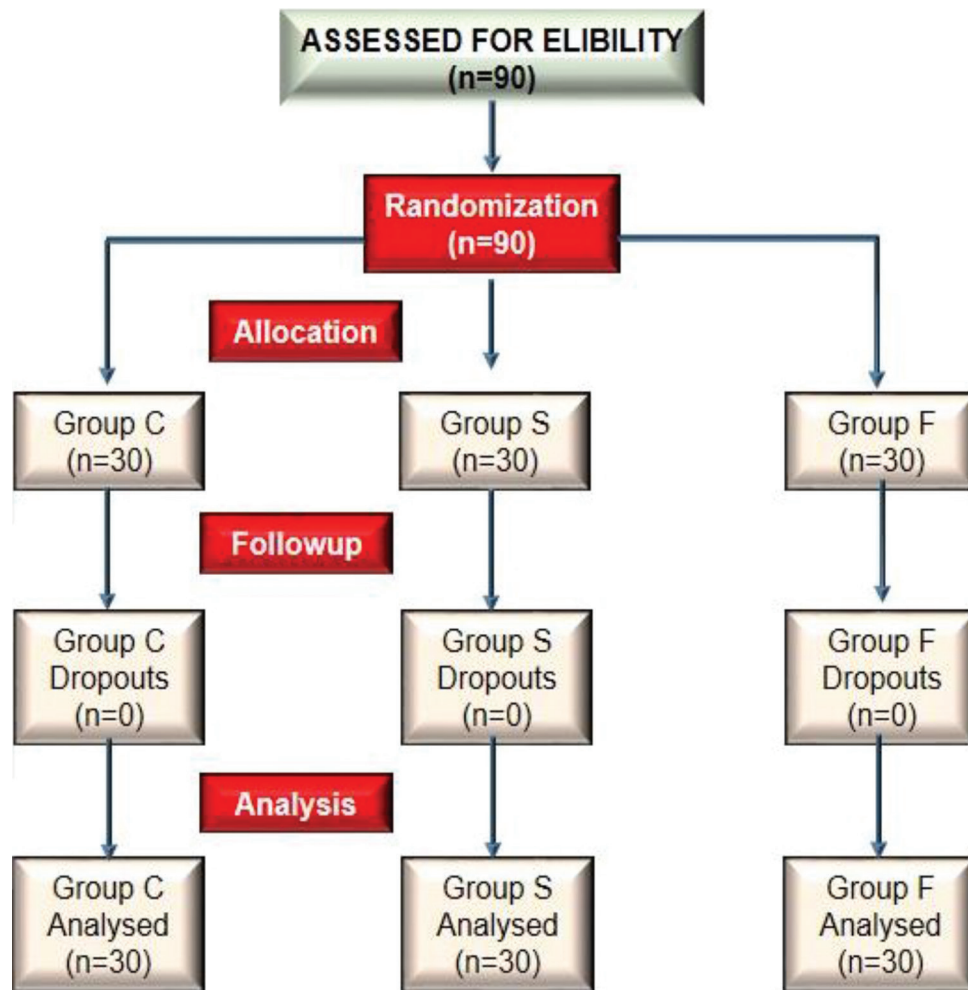 ASSESSED FOR ELIBILITY
(n=90)
Randomization
(n=90)
Allocation
Group C
(n=30)
Group S
(n=30)
Group F
(n=30)
Followup
Group C
Dropouts
(n=0)
Group S
Dropouts
(n=0)
Group F
Dropouts
(n=0)
Analysis
Group C
Analysed
(n=30)
Group S
Analysed
(n=30)
Group F
Analysed
(n=30)